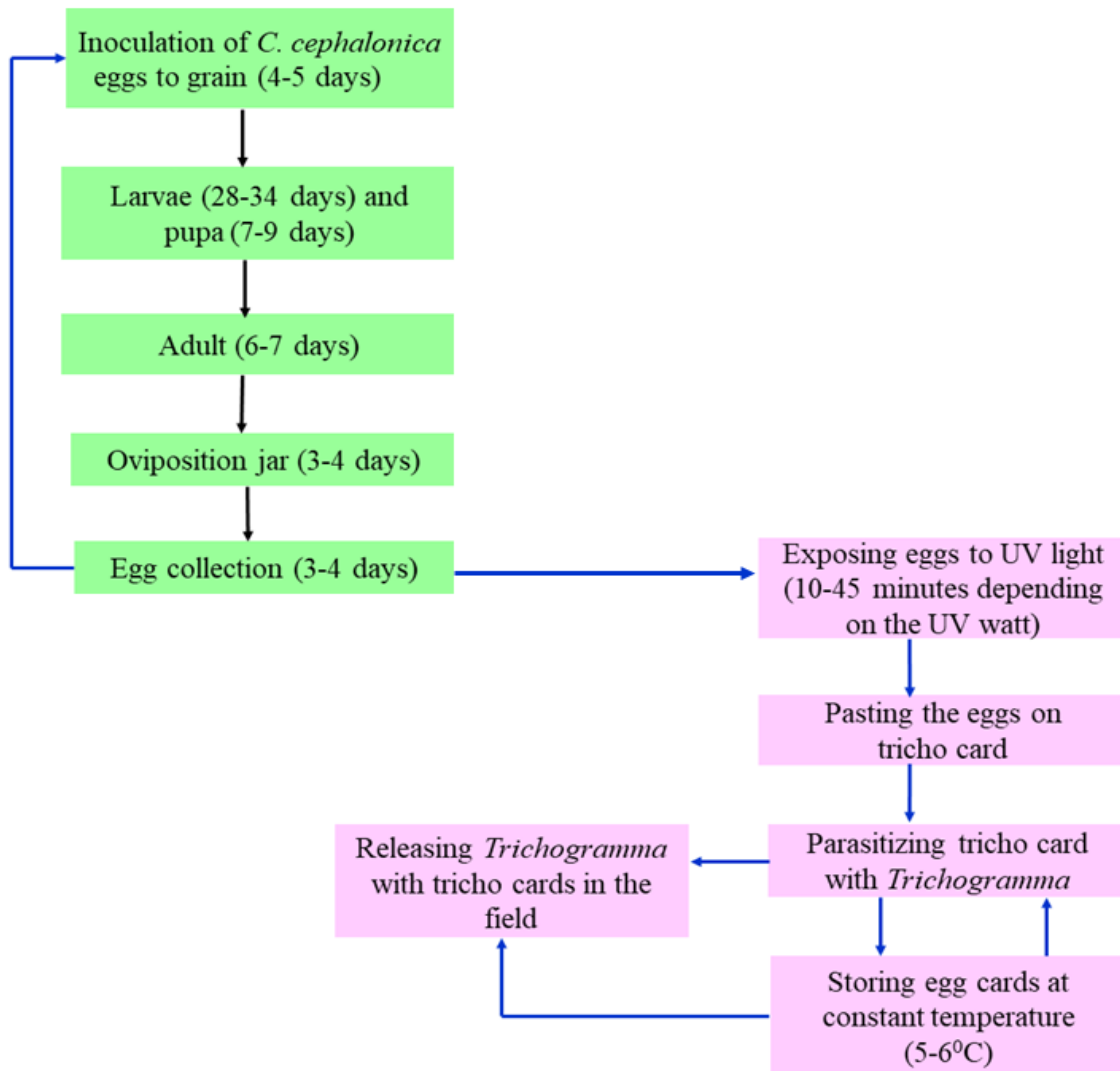 Inoculation of C. cephalonica
eggs to grain (4-5 days)
Larvae (28-34 days) and
pupa (7-9 days)
Adult (6-7 days)
Oviposition jar (3-4 days)
Egg collection (3-4 days)
Exposing eggs to UV light
(10-45 minutes depending
on the UV watt)
Pasting the eggs on
tricho card
Parasitizing tricho card
with Trichogramma
Releasing Trichogramma
with tricho cards in the
field
Storing egg cards at
constant temperature
(5-6⁰C)